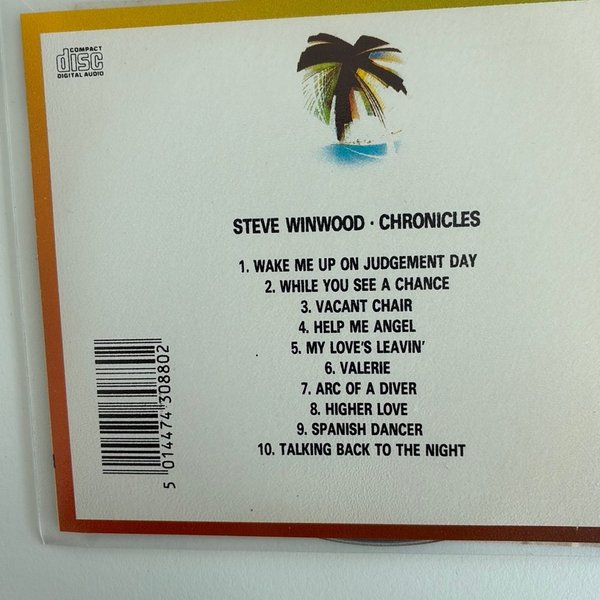 COMPACT
disc
DIGITAL AUDIO
STEVE WINWOOD · CHRONICLES
1. WAKE ME UP ON JUDGEMENT DAY
2. WHILE YOU SEE A CHANCE
3. VACANT CHAIR
4. HELP ME ANGEL
5. MY LOVE'S LEAVIN'
6. VALERIE
7. ARC OF A DIVER
8. HIGHER LOVE
9. SPANISH DANCER
10. TALKING BACK TO THE NIGHT
5 014474 308802